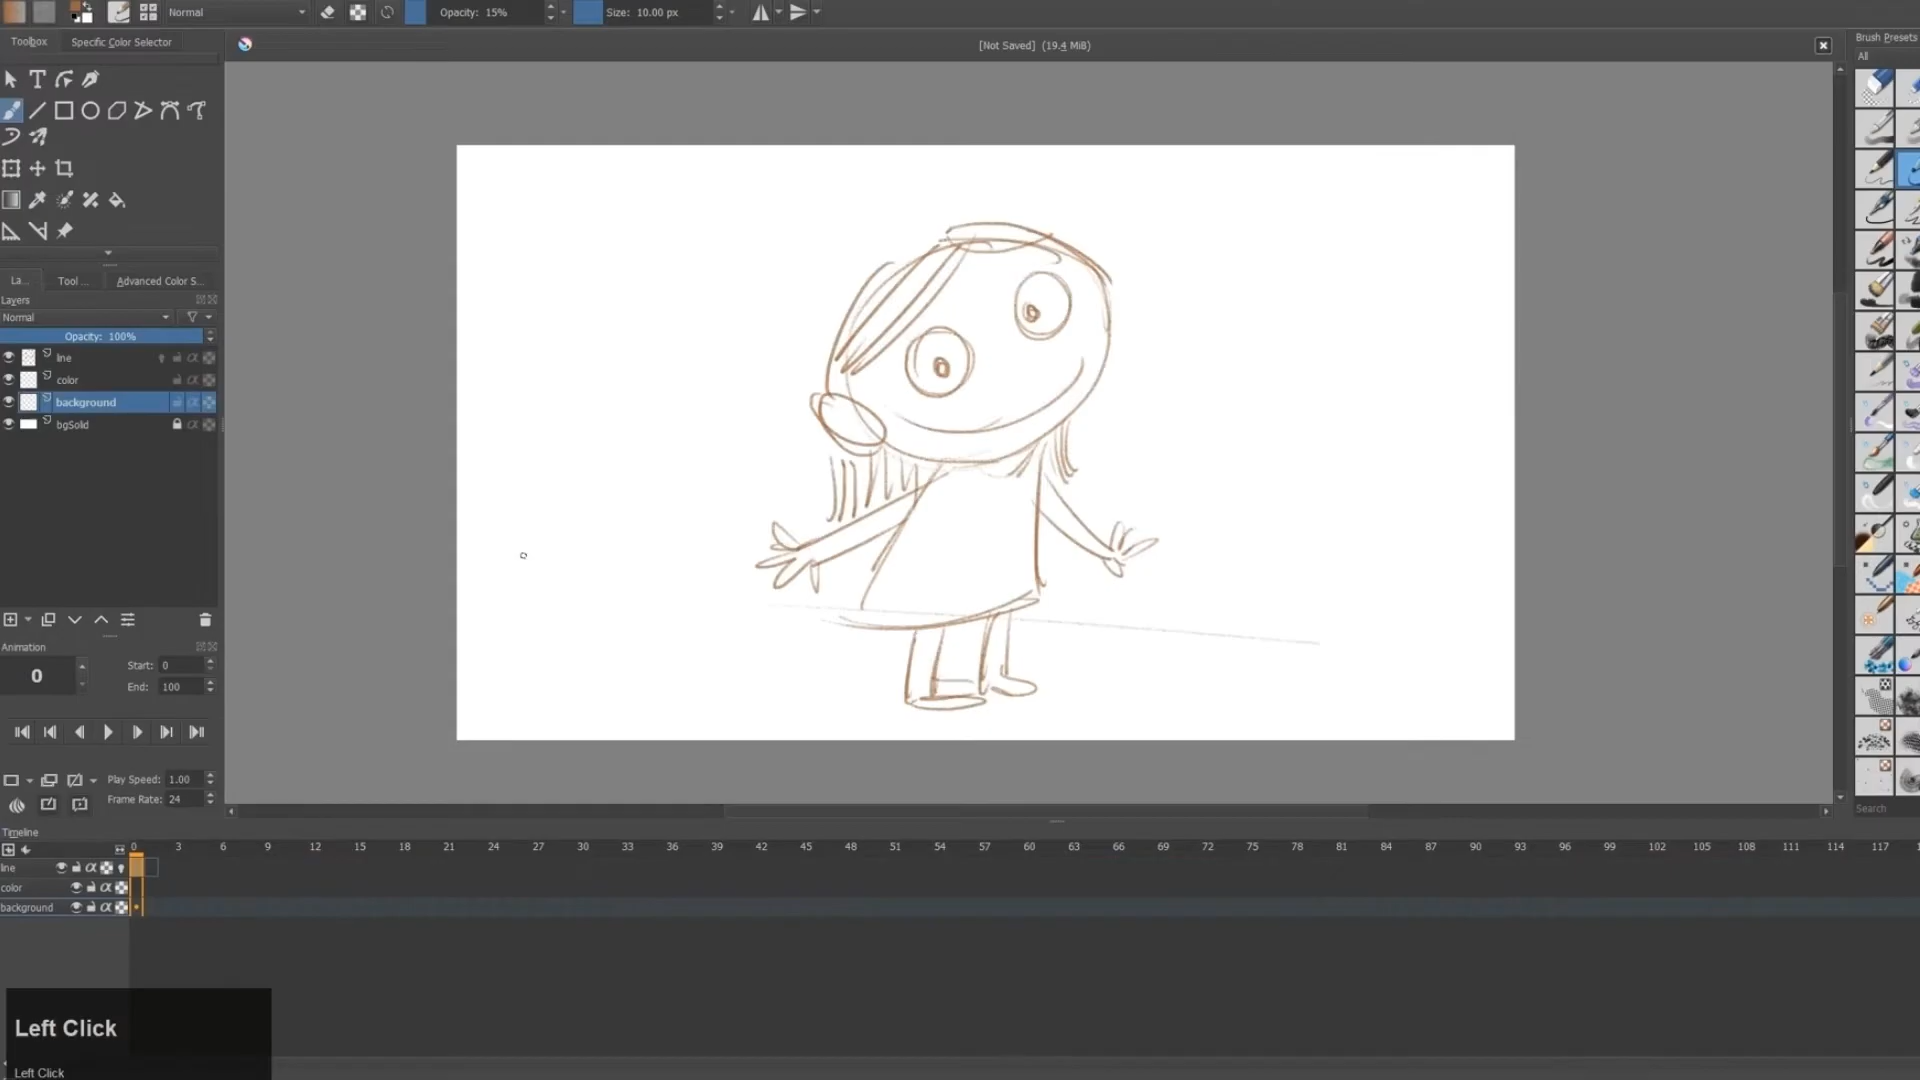 Normal
Opacity: 15%
Size: 10.00 px
Toolbox
Specific Color Selector
[Not Saved] (19.4 MiB)
Brush Presets
All
La...
Tool ...
Advanced Color S...
Layers
Normal
Opacity: 100%
line
color
background
bgSolid
Animation
0
Start: 0
End: 100
Play Speed: 1.00
Frame Rate: 24
Search
Timeline
0 3 6 9 12 15 18 21 24 27 30 33 36 39 42 45 48 51 54 57 60 63 66 69 72 75 78 81 84 87 90 93 96 99 102 105 108 111 114 117
line
color
background
Left Click
Left Click